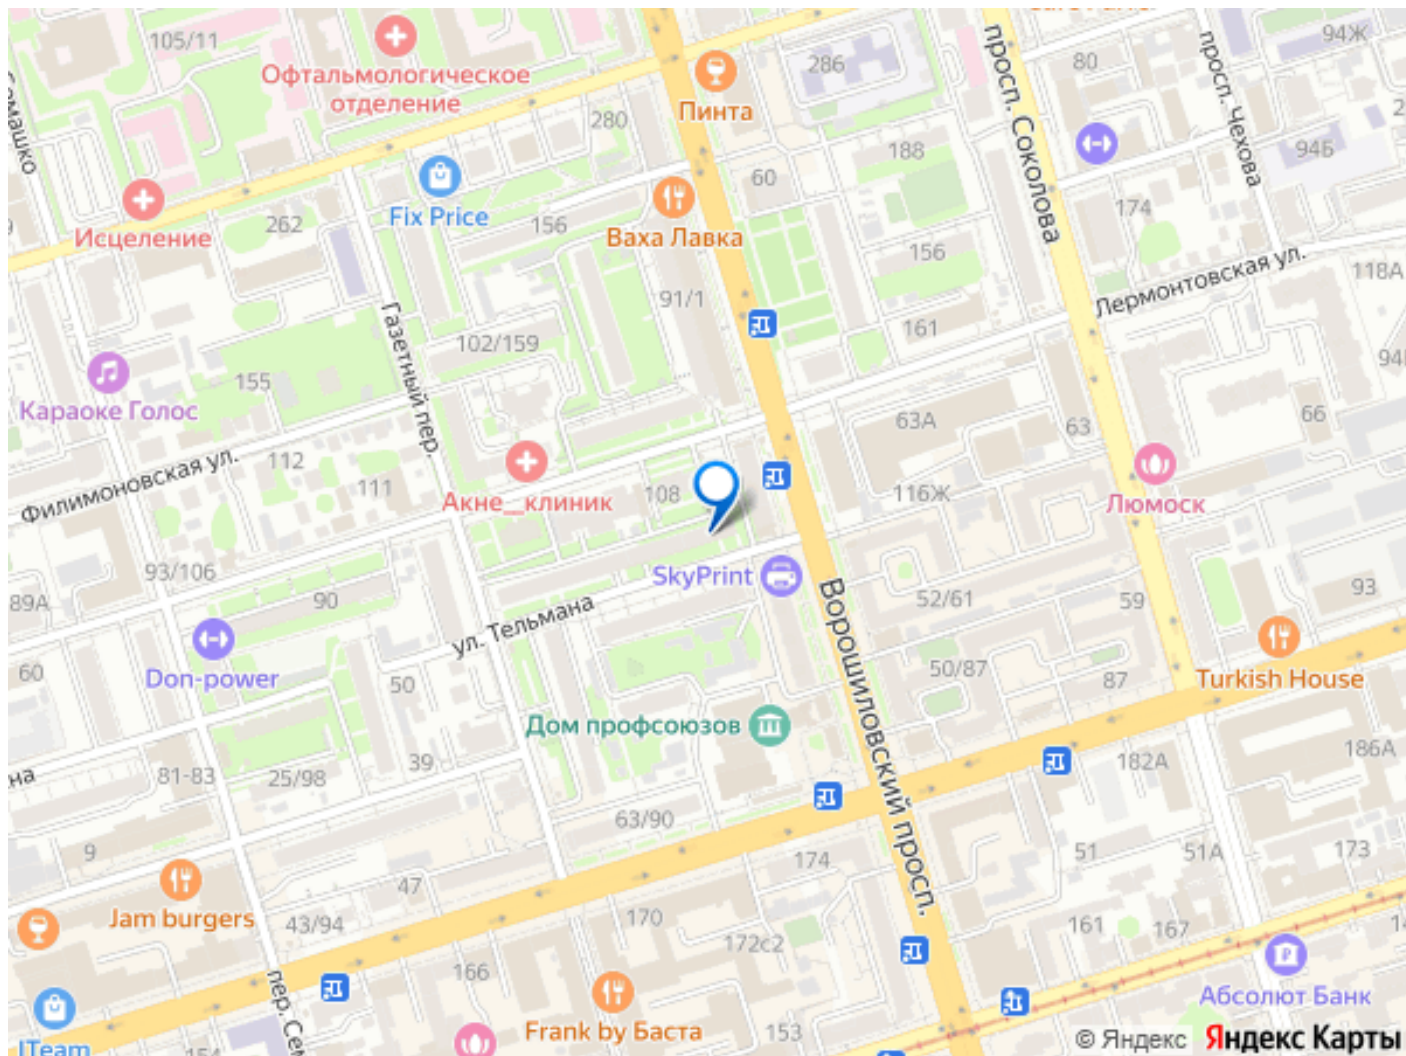 105/11
94Ж
просп. Соколова
просп. Чехова
286
80
Офтальмологическое
отделение
Пинта
280
188
94Б
60
174
Fix Price
Исцеление
262
156
Ваха Лавка
156
Лермонтовская ул.
118А
91/1
161
Газетный пер.
102/159
155
Караоке Голос
66
63А
63
Филимоновская ул.
112
111
Акне_клиник
108
116Ж
Люмоск
93/106
SkyPrint
89А
90
ул. Тельмана
52/61
59
93
Ворошиловский просп.
60
Don-power
50
50/87
87
Turkish House
Дом профсоюзов
186А
81-83
25/98
39
182А
63/90
9
174
51
51А
173
47
Jam burgers
43/94
170
172с2
161
167
166
пер. Сем
Абсолют Банк
Frank by Баста
153
ITeam
154
© Яндекс Яндекс Карты